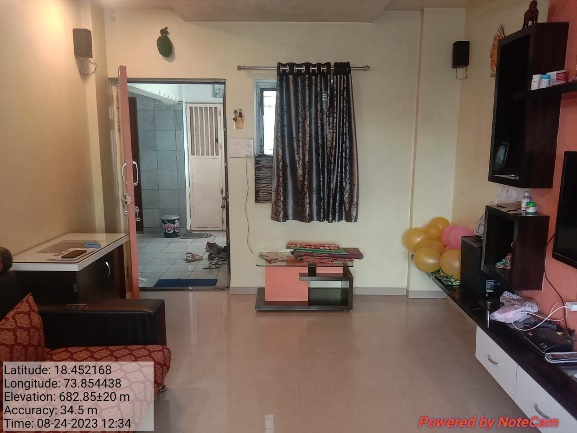 Latitude: 18.452168
Longitude: 73.854438
Elevation: 682.85±20 m
Accuracy: 34.5 m
Time: 08-24-2023 12:34
Powered by NoteCam